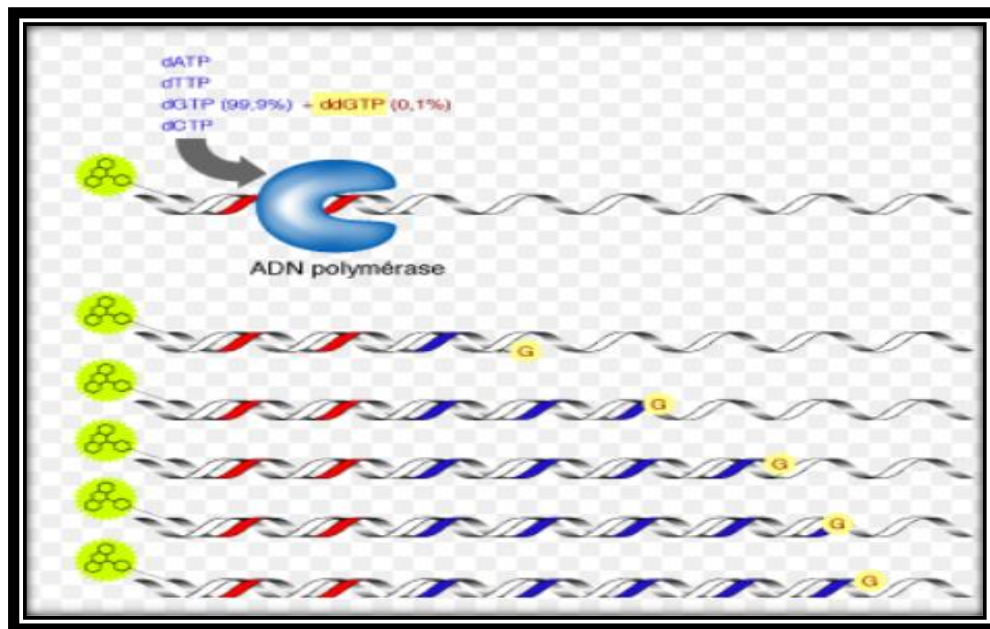 dATP
dTTP
dGTP (99,9%) + ddGTP (0,1%)
dCTP
ADN polymérase
G
G
G
G
G